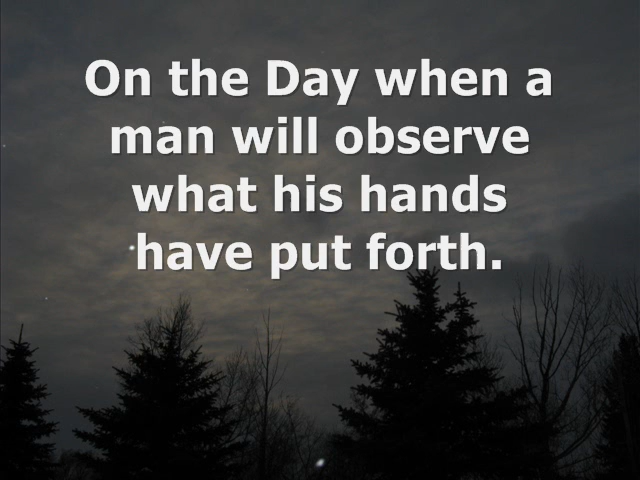 On the Day when a
man will observe
what his hands
have put forth.